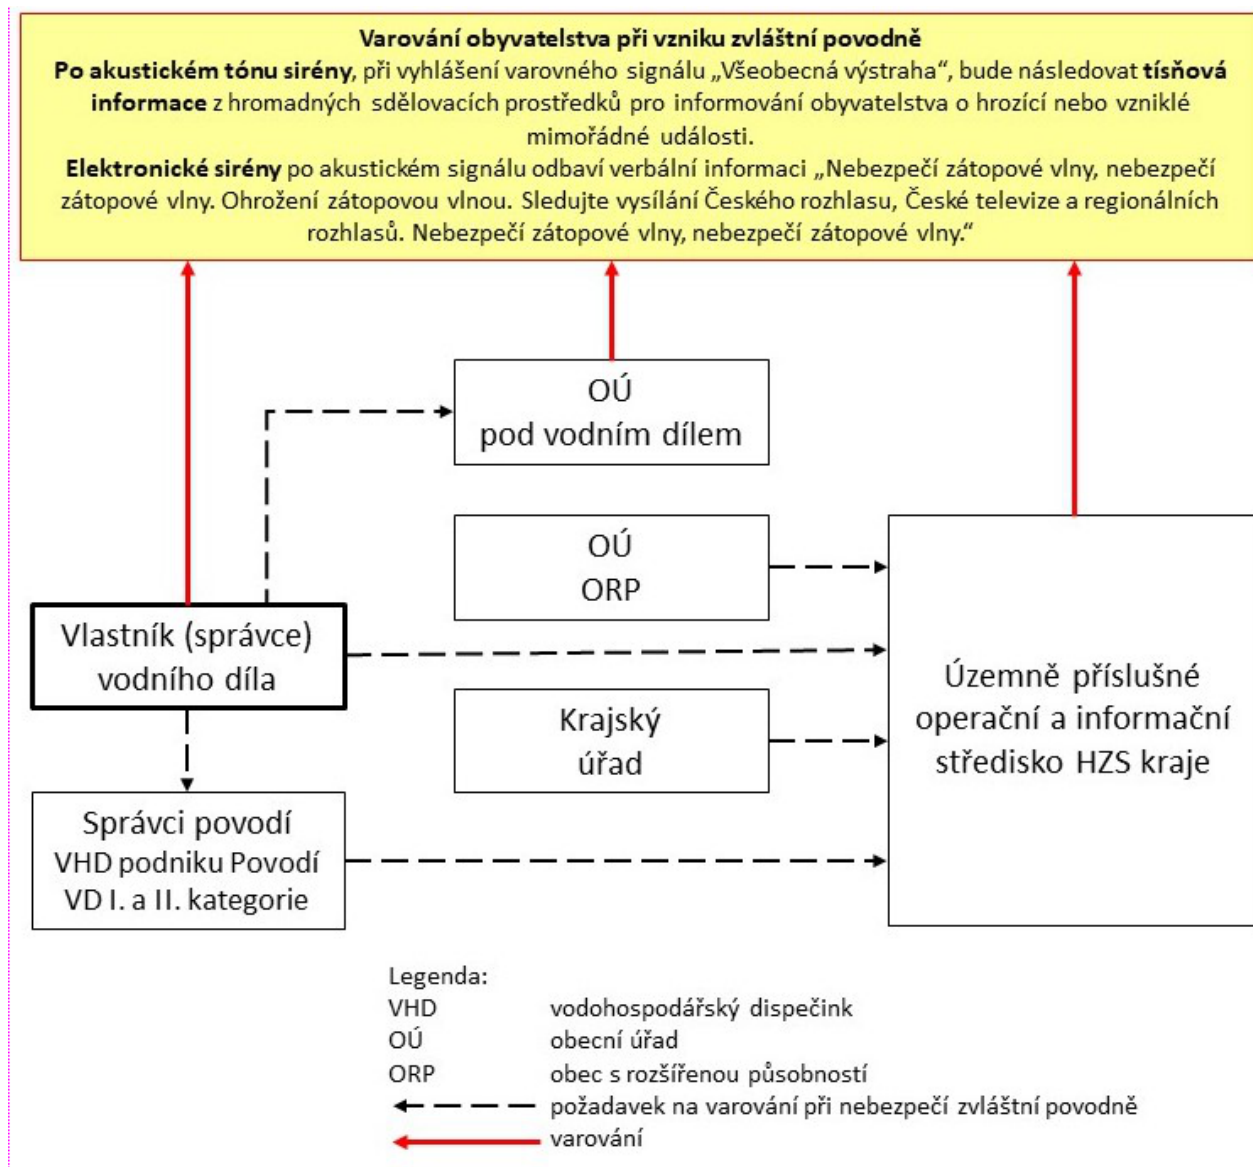 Varování obyvatelstva při vzniku zvláštní povodně
Po akustickém tónu sirény, při vyhlášení varovného signálu „Všeobecná výstraha“, bude následovat tísňová
informace z hromadných sdělovacích prostředků pro informování obyvatelstva o hrozící nebo vzniklé
mimořádné události.
Elektronické sirény po akustickém signálu odbaví verbální informaci „Nebezpečí zátopové vlny, nebezpečí
zátopové vlny. Ohrožení zátopovou vlnou. Sledujte vysílání Českého rozhlasu, České televize a regionálních
rozhlasů. Nebezpečí zátopové vlny, nebezpečí zátopové vlny.“
OÚ
pod vodním dílem
OÚ
ORP
Vlastník (správce)
vodního díla
Krajský
úřad
Územně příslušné
operační a informační
středisko HZS kraje
Správci povodí
VHD podniku Povodí
VD I. a II. kategorie
Legenda:
VHD vodohospodářský dispečink
OÚ obecní úřad
ORP obec s rozšířenou působností
požadavek na varování při nebezpečí zvláštní povodně
varování